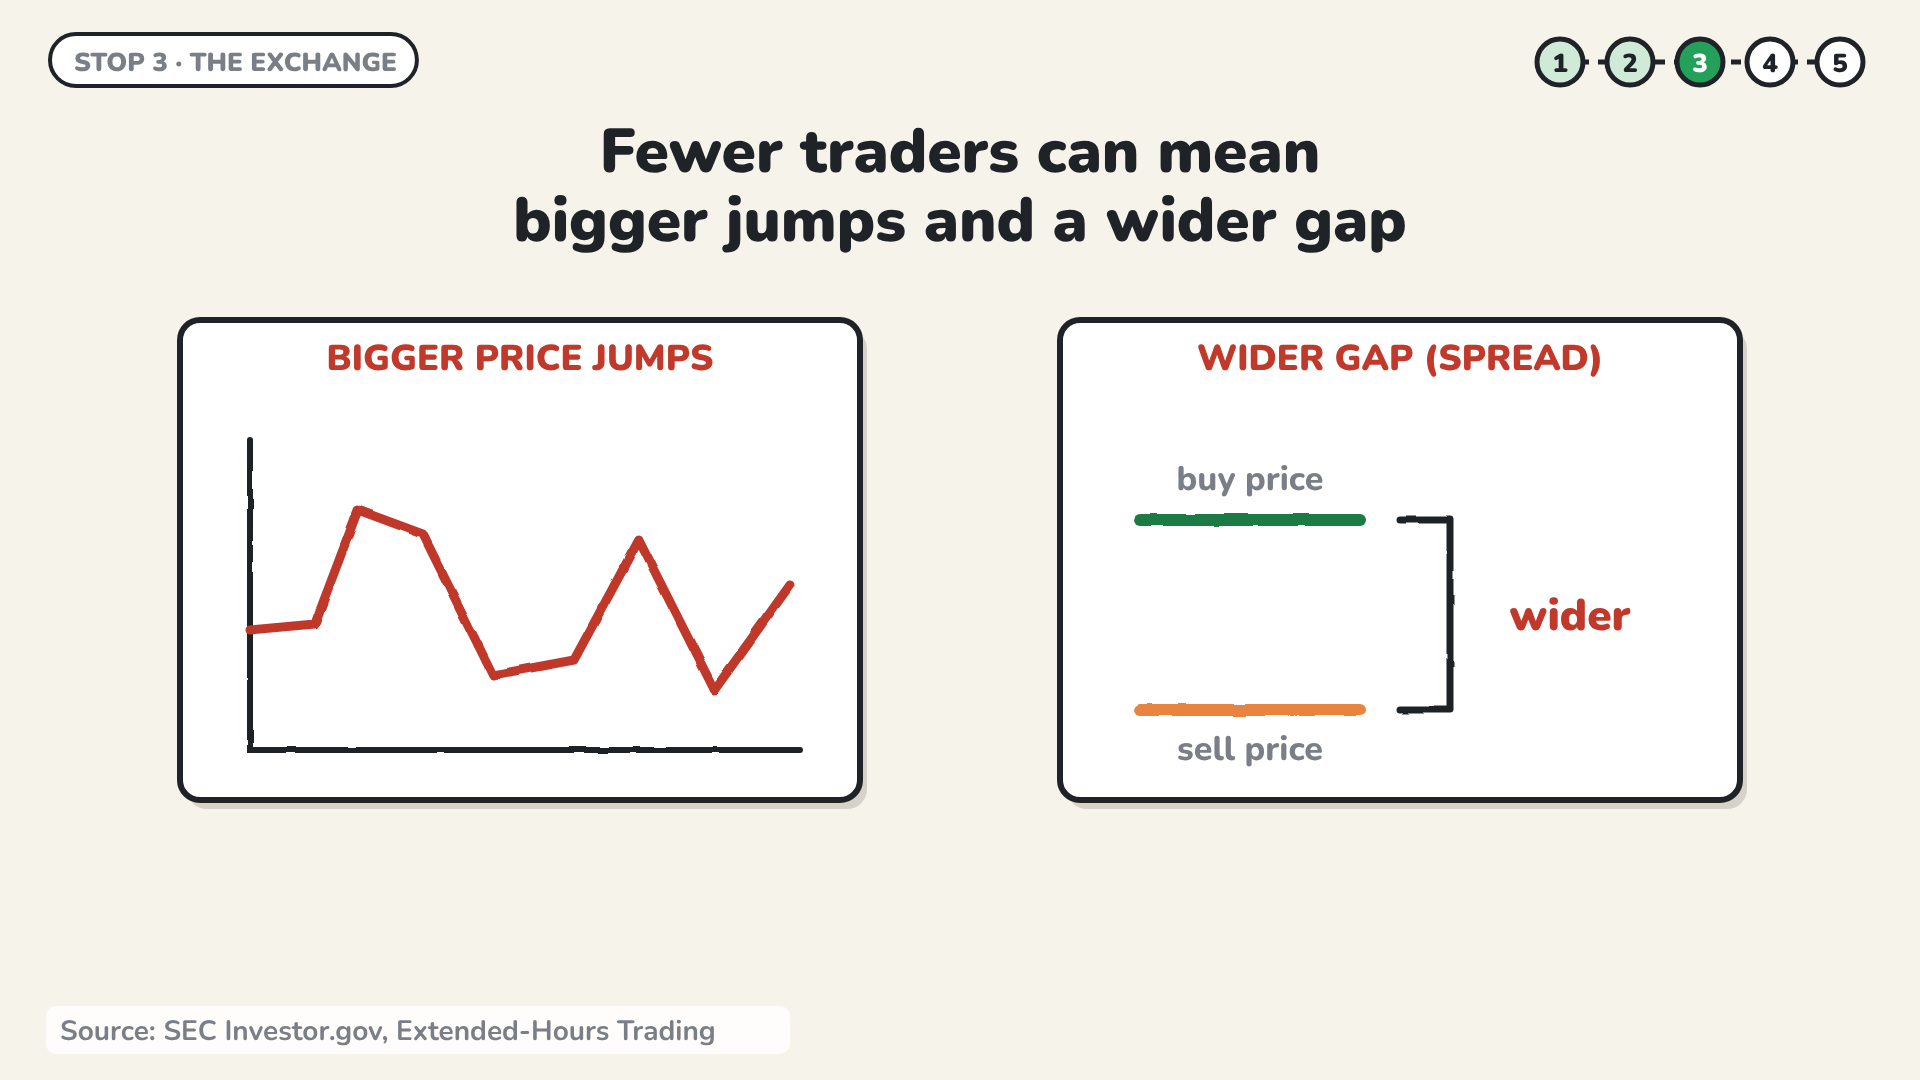 STOP 3 · THE EXCHANGE
1 2 3 4 5
Fewer traders can mean
bigger jumps and a wider gap
BIGGER PRICE JUMPS
WIDER GAP (SPREAD)
buy price
wider
sell price
Source: SEC Investor.gov, Extended-Hours Trading